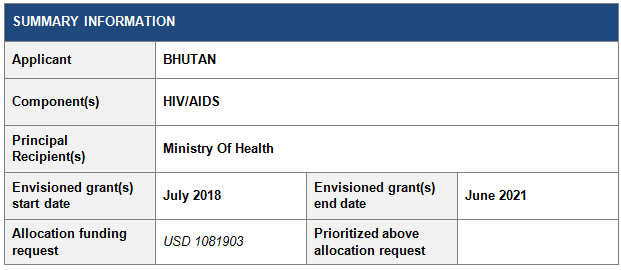 SUMMARY INFORMATION
Applicant
BHUTAN
Component(s)
HIV/AIDS
Principal
Recipient(s)
Ministry Of Health
Envisioned grant(s)
start date
July 2018
Envisioned grant(s)
end date
June 2021
Allocation funding
request
USD 1081903
Prioritized above
allocation request